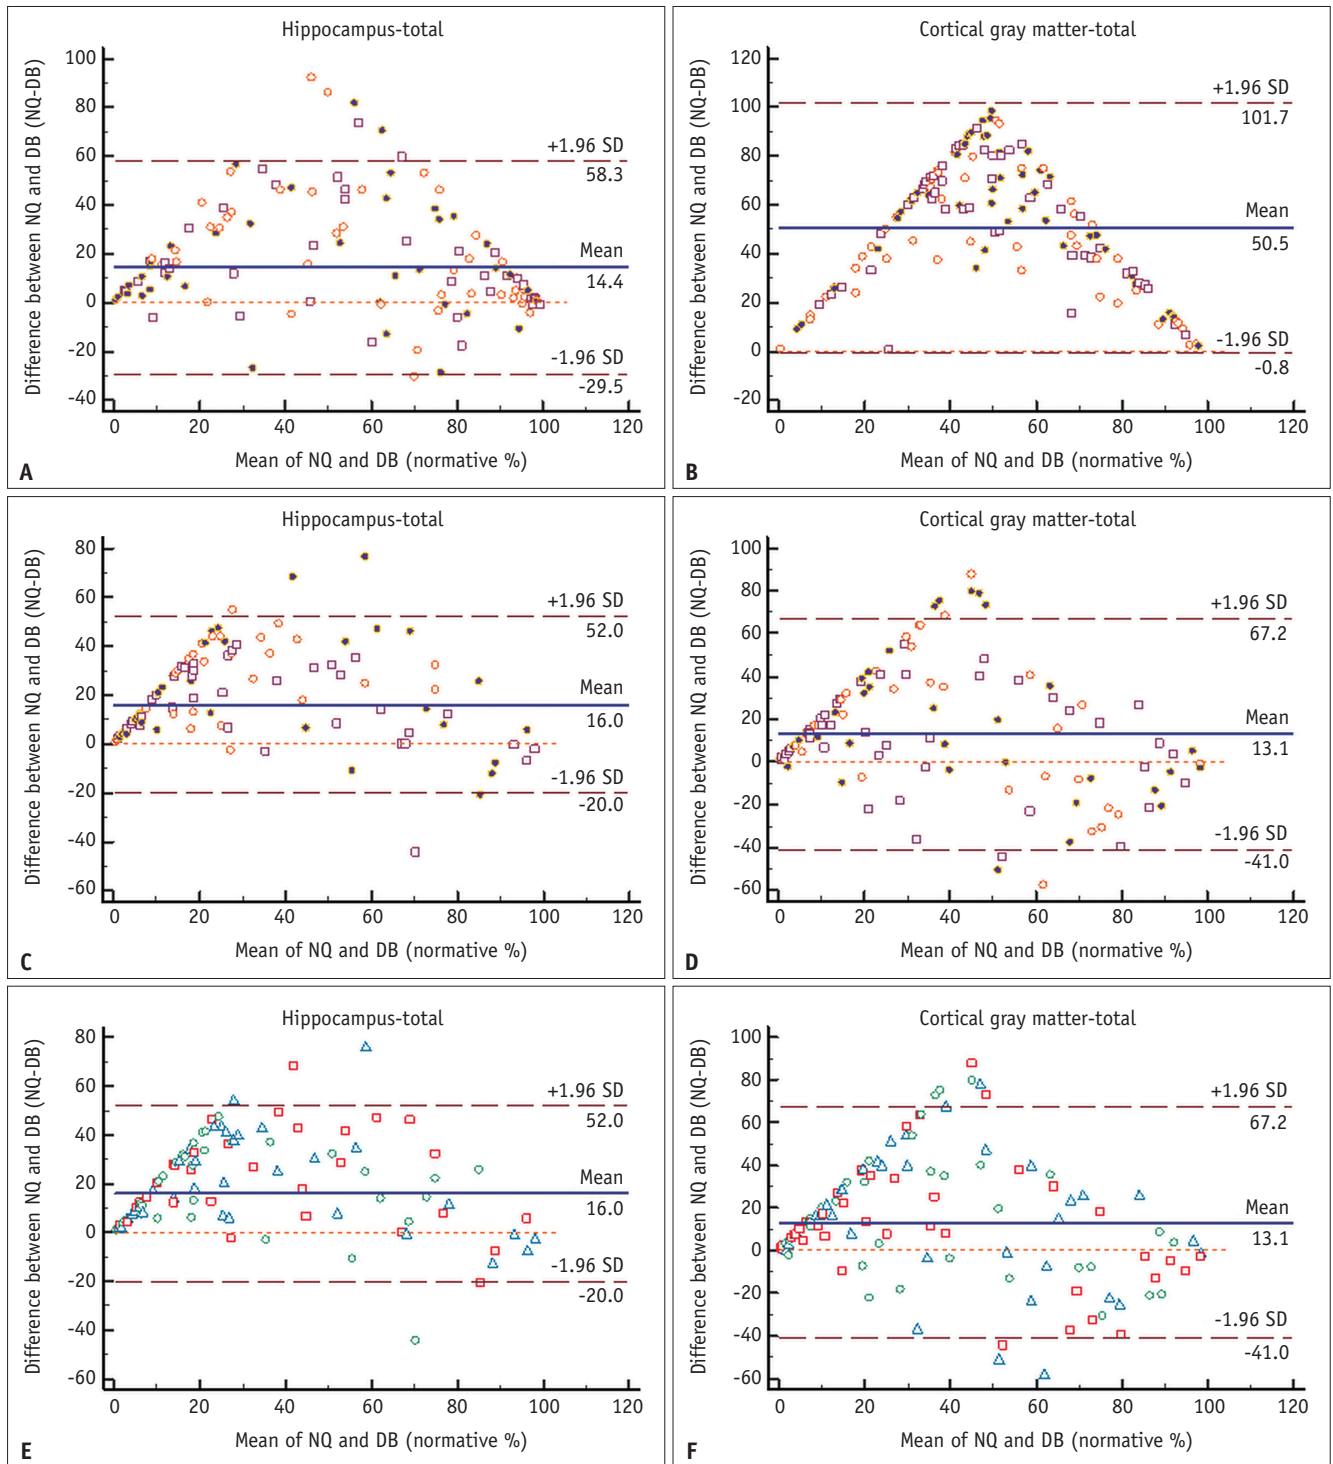 Hippocampus-total
Difference between NQ and DB (NQ-DB)
100
80
60
40
20
0
-20
-40
+1.96 SD
58.3
Mean
14.4
-1.96 SD
-29.5
0 20 40 60 80 100 120
Mean of NQ and DB (normative %)
A
Cortical gray matter-total
Difference between NQ and DB (NQ-DB)
120
100
80
60
40
20
0
-20
+1.96 SD
101.7
Mean
50.5
-1.96 SD
-0.8
0 20 40 60 80 100 120
Mean of NQ and DB (normative %)
B
Hippocampus-total
Difference between NQ and DB (NQ-DB)
80
60
40
20
0
-20
-40
-60
+1.96 SD
52.0
Mean
16.0
-1.96 SD
-20.0
0 20 40 60 80 100 120
Mean of NQ and DB (normative %)
C
Cortical gray matter-total
Difference between NQ and DB (NQ-DB)
100
80
60
40
20
0
-20
-40
-60
+1.96 SD
67.2
Mean
13.1
-1.96 SD
-41.0
0 20 40 60 80 100 120
Mean of NQ and DB (normative %)
D
Hippocampus-total
Difference between NQ and DB (NQ-DB)
80
60
40
20
0
-20
-40
-60
+1.96 SD
52.0
Mean
16.0
-1.96 SD
-20.0
0 20 40 60 80 100 120
Mean of NQ and DB (normative %)
E
Cortical gray matter-total
Difference between NQ and DB (NQ-DB)
100
80
60
40
20
0
-20
-40
-60
+1.96 SD
67.2
Mean
13.1
-1.96 SD
-41.0
0 20 40 60 80 100 120
Mean of NQ and DB (normative %)
F